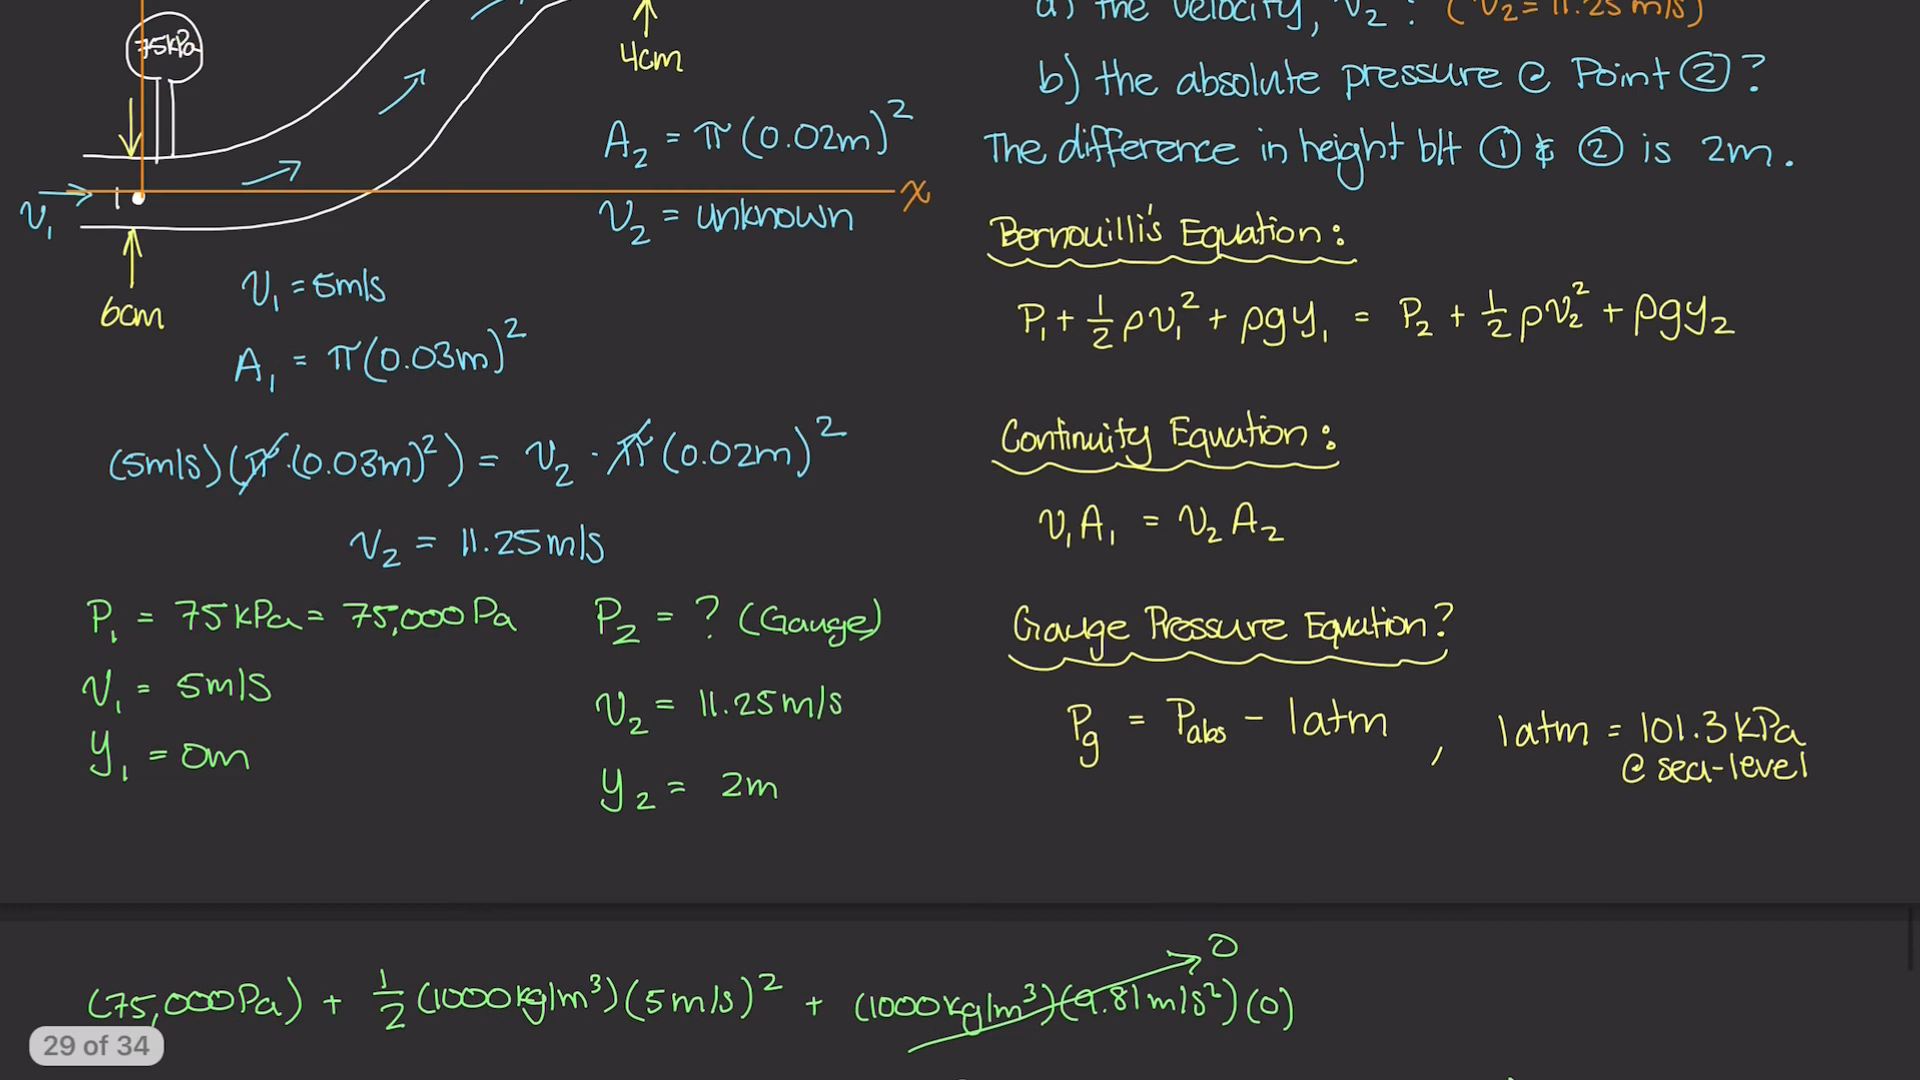 a) the velocity, v₂ ? (v₂ = 11.25 m/s)
75kPa
4cm
b) the absolute pressure @ Point ② ?
A₂ = π(0.02m)²
The difference in height b/t ① & ② is 2m.
1
x
v₁
v₂ = unknown
Bernouilli's Equation:
v₁ = 5m/s
6cm
P₁ + 1/2 ρv₁² + ρgy₁ = P₂ + 1/2 ρv₂² + ρgy₂
A₁ = π(0.03m)²
Continuity Equation:
(5m/s)(π·(0.03m)²) = v₂ · π(0.02m)²
v₁A₁ = v₂A₂
v₂ = 11.25m/s
P₁ = 75kPa = 75,000Pa
P₂ = ? (Gauge)
Gauge Pressure Equation?
v₁ = 5m/s
v₂ = 11.25m/s
Pg = Pabs - 1atm , 1atm = 101.3kPa
@ sea-level
y₁ = 0m
y₂ = 2m
(75,000Pa) + 1/2 (1000kg/m³)(5m/s)² + (1000kg/m³)(9.81m/s²)(0) 0
29 of 34